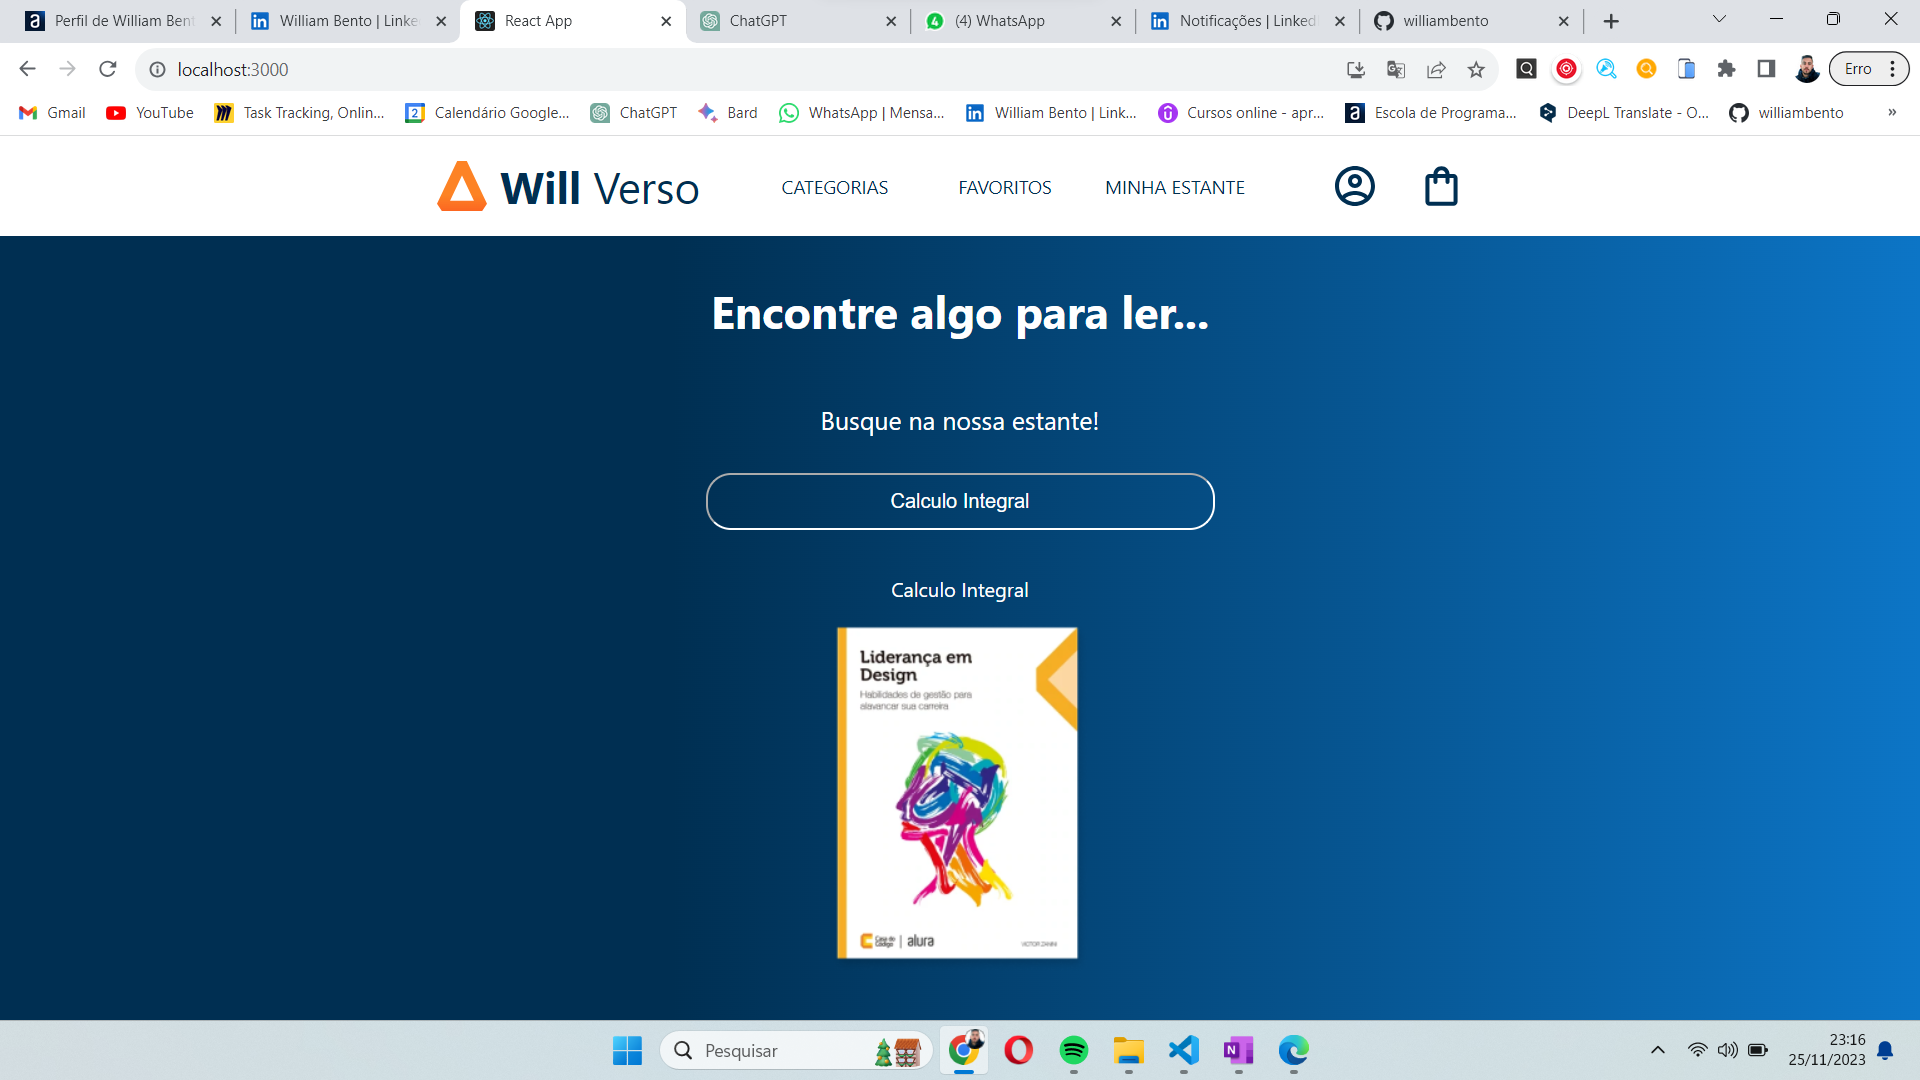 Perfil de William Ben
William Bento | Linke
React App
ChatGPT
(4) WhatsApp
Notificações | Linked
williambento
localhost:3000
Erro
Gmail
YouTube
Task Tracking, Onlin...
Calendário Google...
ChatGPT
Bard
WhatsApp | Mensa...
William Bento | Link...
Cursos online - apr...
Escola de Programa...
DeepL Translate - O...
williambento
»
Will Verso
CATEGORIAS
FAVORITOS
MINHA ESTANTE
Encontre algo para ler...
Busque na nossa estante!
Calculo Integral
Calculo Integral
Liderança em
Design
Habilidades de gestão para
alavancar sua carreira
Casa do
Código | alura
VICTOR ZANINI
Pesquisar
23:16
25/11/2023